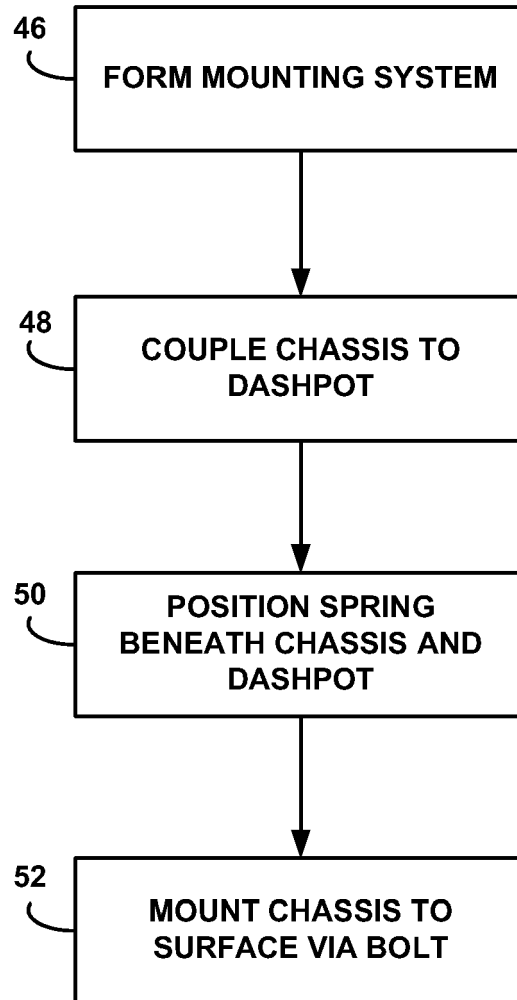 46
FORM MOUNTING SYSTEM
48
COUPLE CHASSIS TO
DASHPOT
50
POSITION SPRING
BENEATH CHASSIS AND
DASHPOT
52
MOUNT CHASSIS TO
SURFACE VIA BOLT